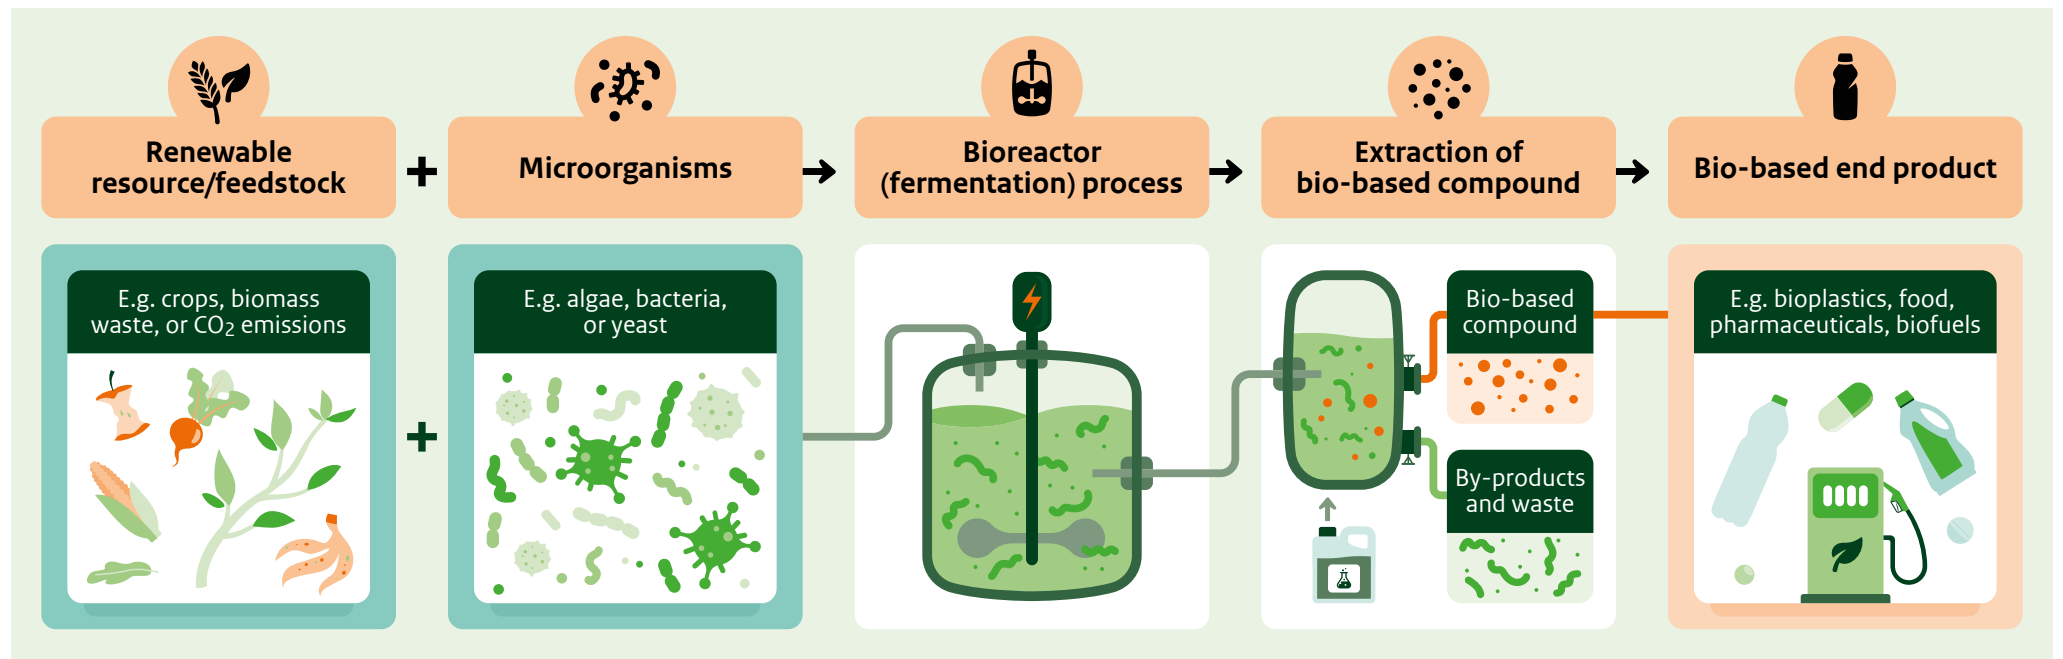 Renewable
resource/feedstock
+
Microorganisms
Bioreactor
(fermentation) process
Extraction of
bio-based compound
Bio-based end product
E.g. crops, biomass
waste, or CO₂ emissions
+
E.g. algae, bacteria,
or yeast
Bio-based
compound
By-products
and waste
E.g. bioplastics, food,
pharmaceuticals, biofuels